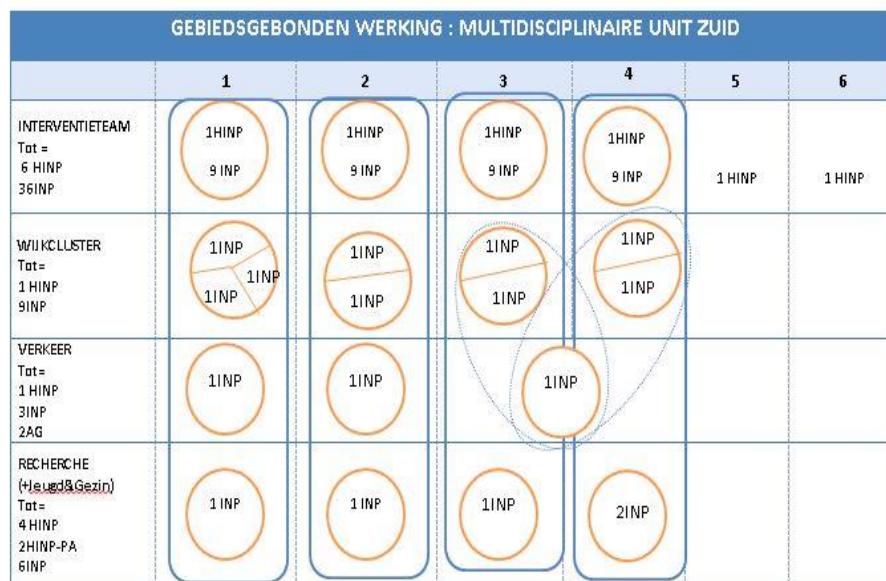 GEBIEDSGEBONDEN WERKING : MULTIDISCIPLINAIRE UNIT ZUID
1 2 3 4 5 6
INTERVENTIETEAM
Tot =
6 HINP
36INP
1HINP 1HINP 1HINP 1HINP
9 INP 9 INP 9 INP 9 INP 1 HINP 1 HINP
WIJKCLUSTER
Tot=
1 HINP
9INP
1INP 1INP 1INP
1INP 1INP
1INP 1INP
1INP 1INP
VERKEER
Tot=
1 HINP
3INP
2AG
1INP 1INP 1INP
RECHERCHE
(+Jeugd&Gezin)
Tot=
4 HINP
2HINP-PA
6INP
1 INP 1 INP 1INP 2INP